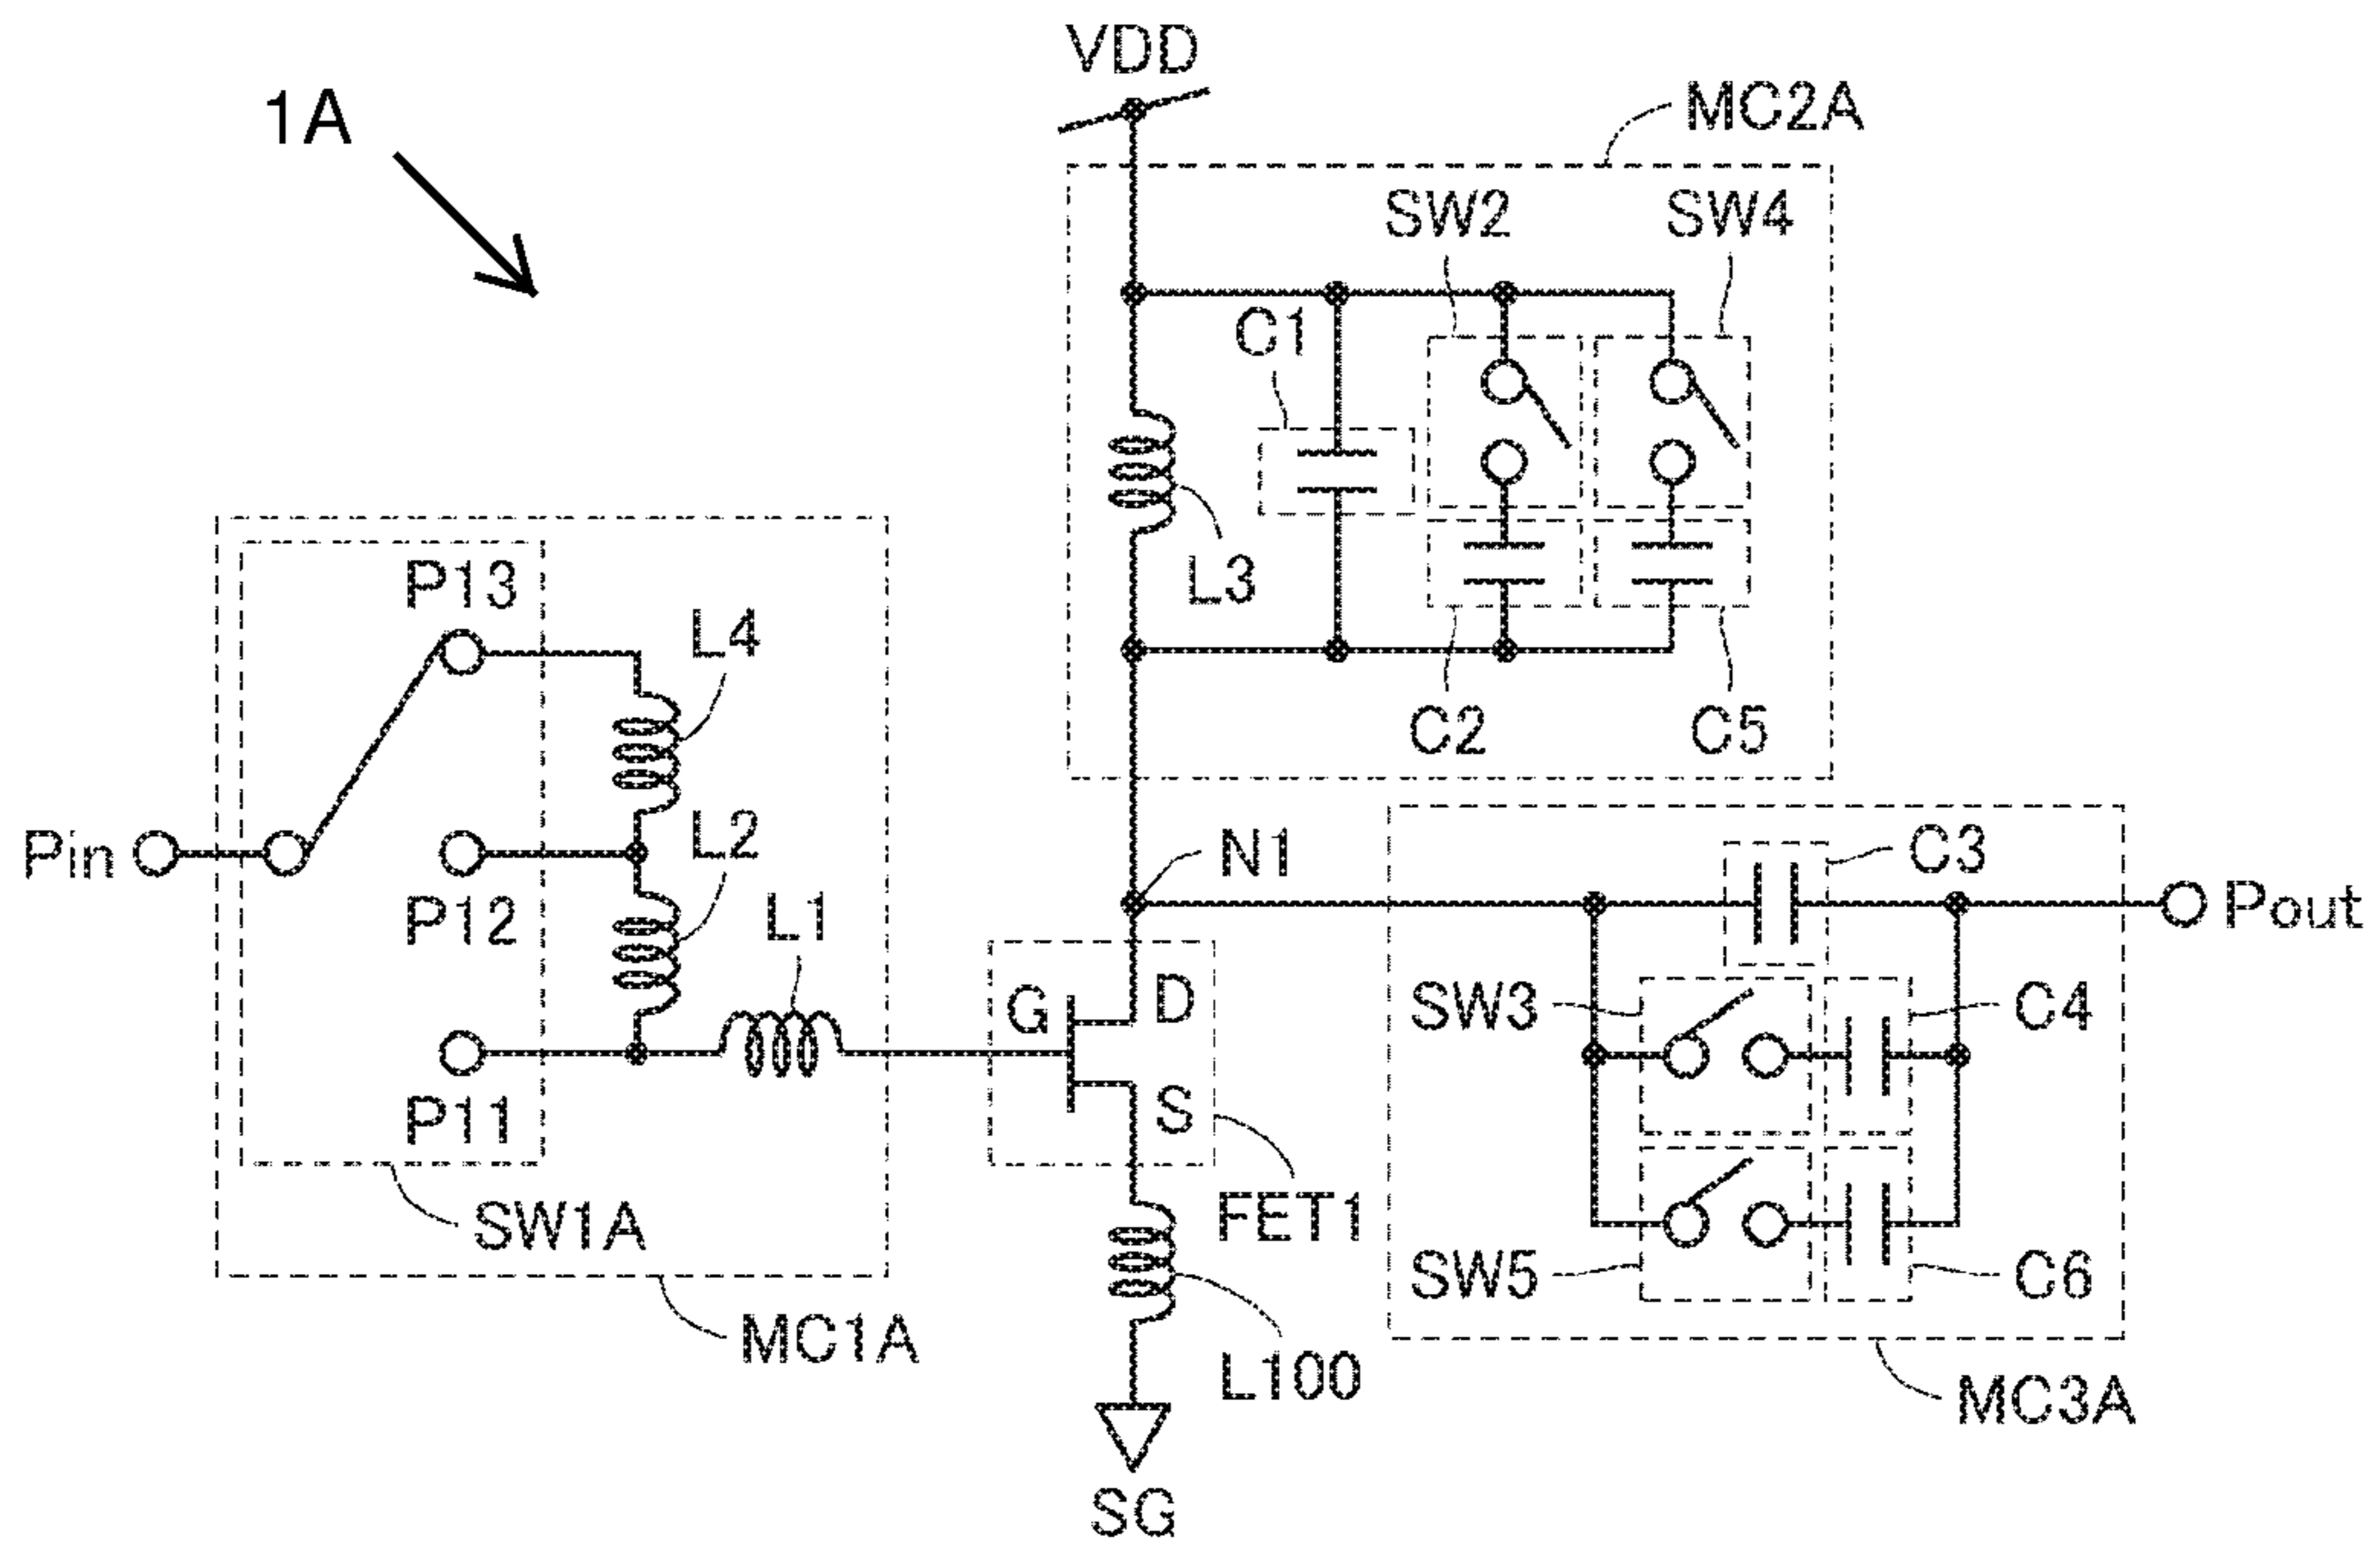 VDD
1A
MC2A
SW2
SW4
C1
L3
C2
C5
P13
L4
Pin
P12
L2
L1
P11
SW1A
MC1A
N1
G
D
S
FET1
C3
Pout
SW3
C4
SW5
C6
MC3A
L100
SG